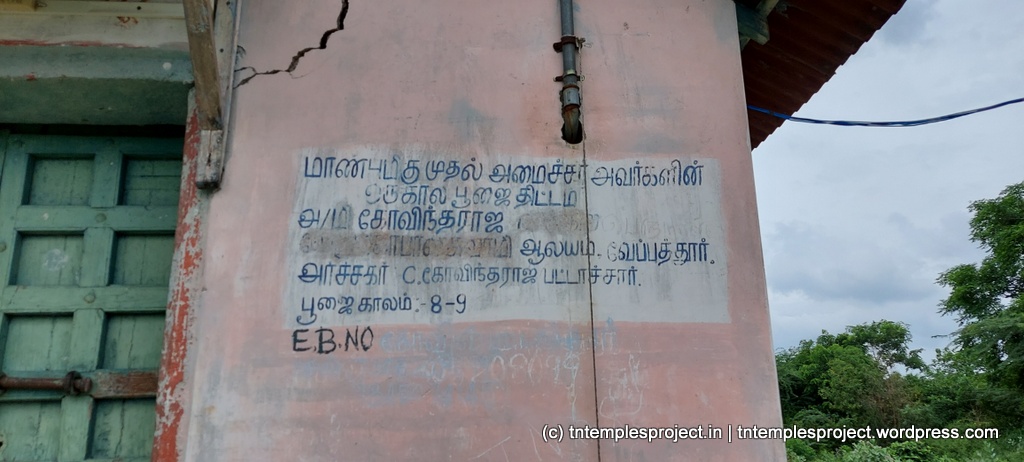 மாண்புமிகு முதல் அமைச்சர் அவர்களின்
ஒருகால பூஜை திட்டம்
அ/மி கோவிந்தராஜ
ஆலயம். வேப்பத்தூர்.
அர்ச்சகர் C.கோவிந்தராஜ பட்டாச்சார்.
பூஜை காலம்:- 8-9
E.B.NO
(c) tntemplesproject.in | tntemplesproject.wordpress.com